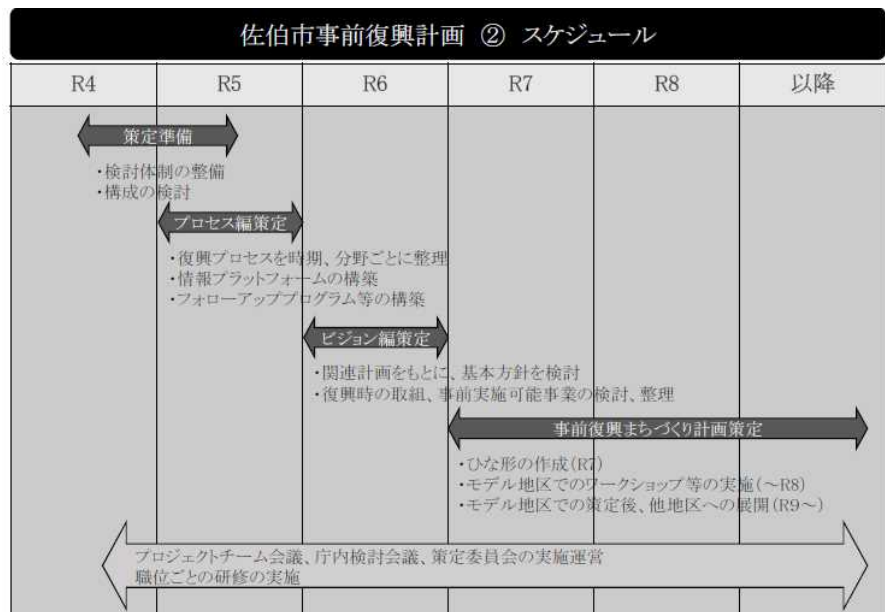 佐伯市事前復興計画 ② スケジュール
R4 R5 R6 R7 R8 以降
策定準備
・検討体制の整備
・構成の検討
プロセス編策定
・復興プロセスを時期、分野ごとに整理
・情報プラットフォームの構築
・フォローアッププログラム等の構築
ビジョン編策定
・関連計画をもとに、基本方針を検討
・復興時の取組、事前実施可能事業の検討、整理
事前復興まちづくり計画策定
・ひな形の作成(R7)
・モデル地区でのワークショップ等の実施(～R8)
・モデル地区での策定後、他地区への展開(R9～)
プロジェクトチーム会議、庁内検討会議、策定委員会の実施運営
職位ごとの研修の実施